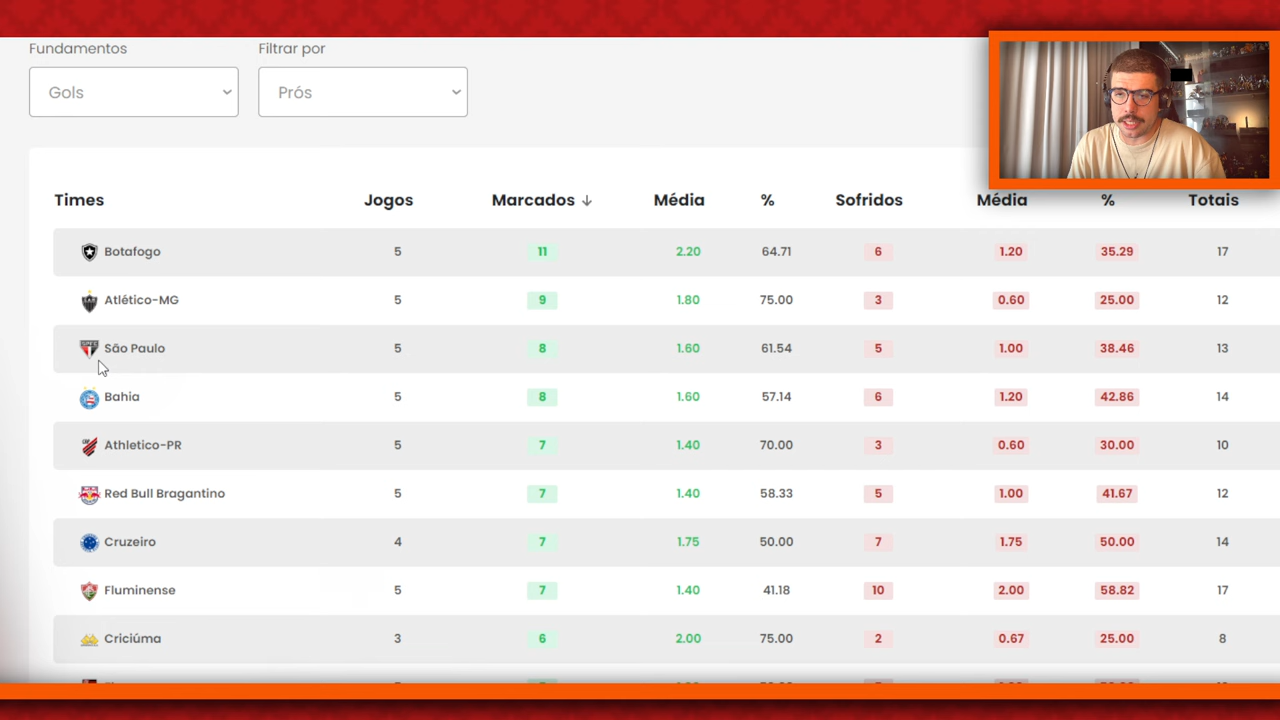 Fundamentos Filtrar por
Gols Prós
Times Jogos Marcados ↓ Média % Sofridos Média % Totais
Botafogo 5 11 2.20 64.71 6 1.20 35.29 17
Atlético-MG 5 9 1.80 75.00 3 0.60 25.00 12
São Paulo 5 8 1.60 61.54 5 1.00 38.46 13
Bahia 5 8 1.60 57.14 6 1.20 42.86 14
Athletico-PR 5 7 1.40 70.00 3 0.60 30.00 10
Red Bull Bragantino 5 7 1.40 58.33 5 1.00 41.67 12
Cruzeiro 4 7 1.75 50.00 7 1.75 50.00 14
Fluminense 5 7 1.40 41.18 10 2.00 58.82 17
Criciúma 3 6 2.00 75.00 2 0.67 25.00 8